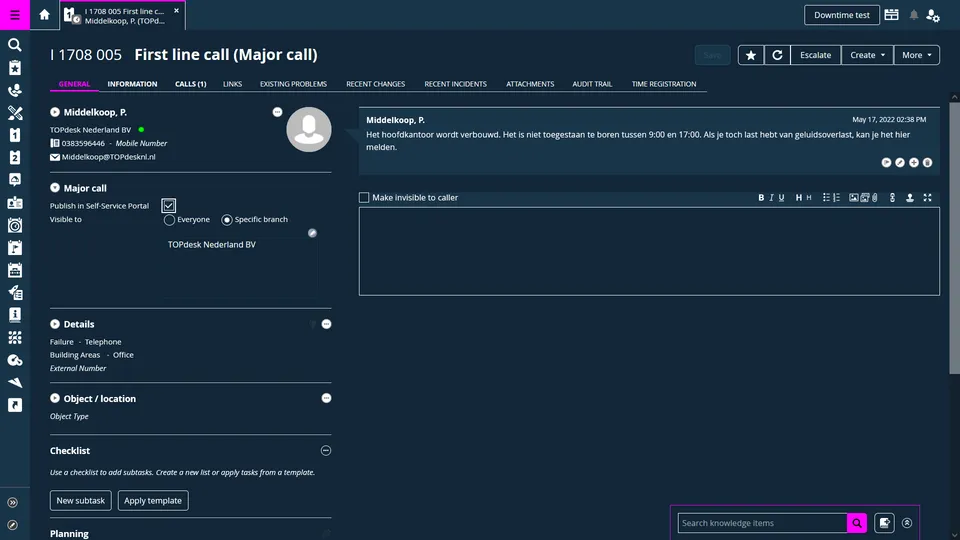 I 1708 005 First line c...
Middelkoop, P. (TOPd...
Downtime test
I 1708 005 First line call (Major call)
Save
Escalate
Create
More
GENERAL INFORMATION CALLS (1) LINKS EXISTING PROBLEMS RECENT CHANGES RECENT INCIDENTS ATTACHMENTS AUDIT TRAIL TIME REGISTRATION
Middelkoop, P.
TOPdesk Nederland BV
0383596446 - Mobile Number
Middelkoop@TOPdesknl.nl
Major call
Publish in Self-Service Portal
Visible to Everyone Specific branch
TOPdesk Nederland BV
Details
Failure - Telephone
Building Areas - Office
External Number
Object / location
Object Type
Checklist
Use a checklist to add subtasks. Create a new list or apply tasks from a template.
New subtask Apply template
Planning
Middelkoop, P. May 17, 2022 02:38 PM
Het hoofdkantoor wordt verbouwd. Het is niet toegestaan te boren tussen 9:00 en 17:00. Als je toch last hebt van geluidsoverlast, kan je het hier
melden.
Make invisible to caller B I U H H
Search knowledge items